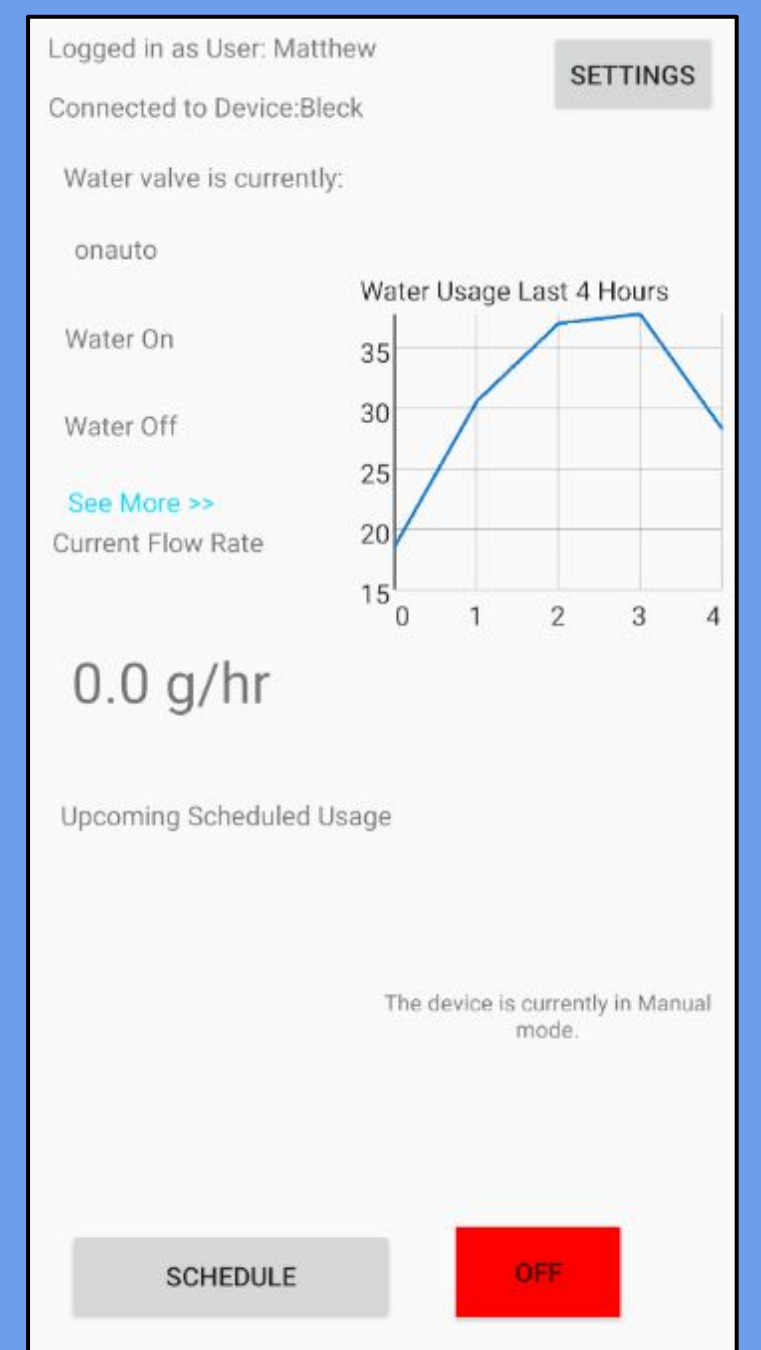 Logged in as User: Matthew
SETTINGS
Connected to Device:Bleck
Water valve is currently:
onauto
Water Usage Last 4 Hours
Water On
35
30
Water Off
25
See More >>
20
Current Flow Rate
15
0 1 2 3 4
0.0 g/hr
Upcoming Scheduled Usage
The device is currently in Manual
mode.
SCHEDULE
OFF